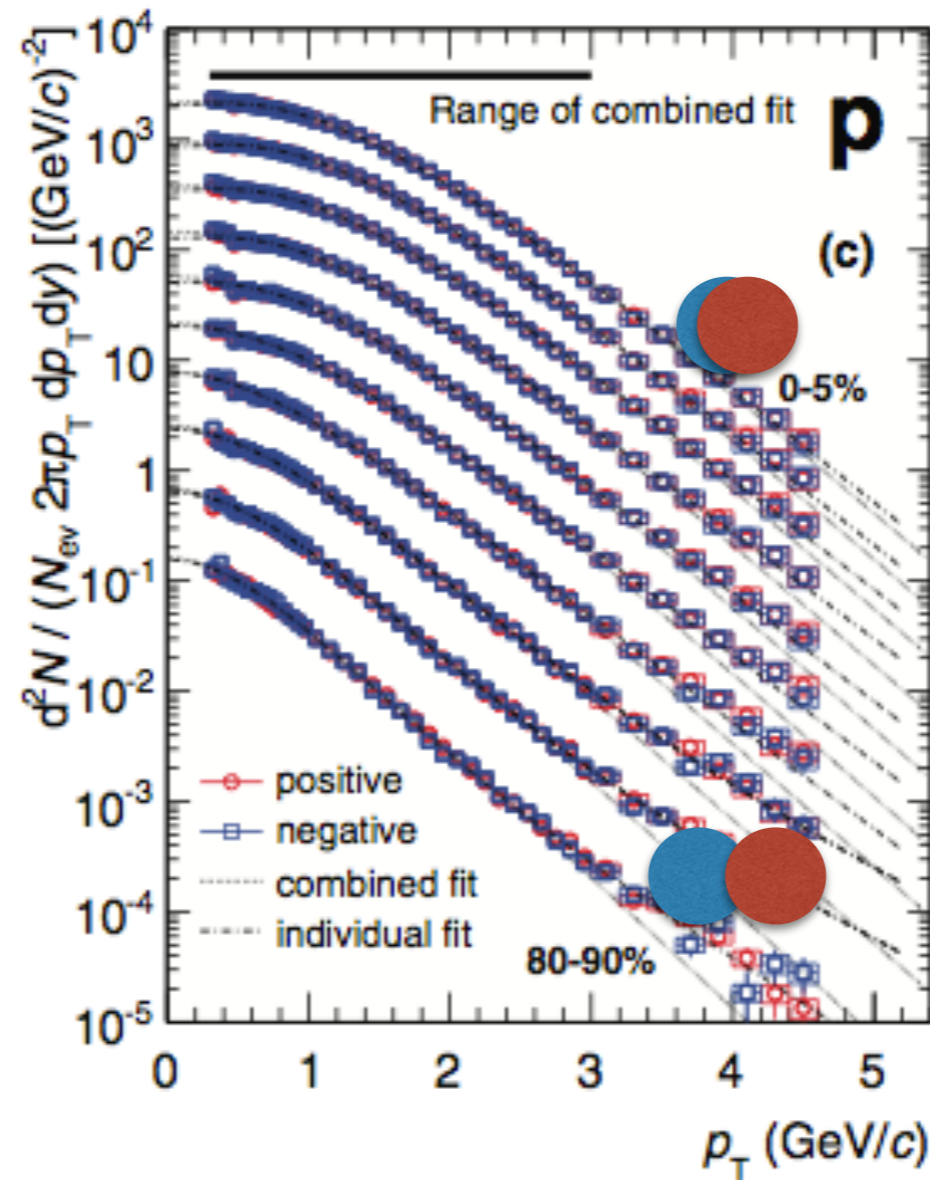 d²N / (N_ev 2πp_T dp_T dy) [(GeV/c)⁻²]
10⁴
10³
10²
10
1
10⁻¹
10⁻²
10⁻³
10⁻⁴
10⁻⁵
Range of combined fit
p
(c)
0-5%
positive
negative
combined fit
individual fit
80-90%
0 1 2 3 4 5
p_T (GeV/c)